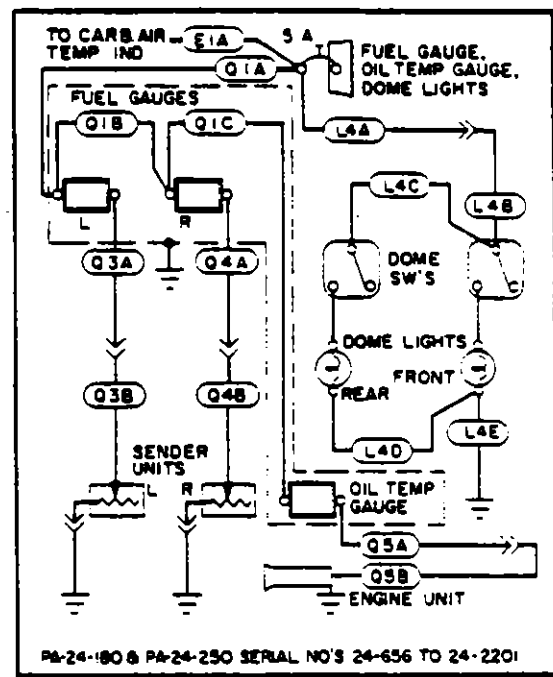 TO CARB. AIR
TEMP IND
E1A
5 A
FUEL GAUGE,
OIL TEMP GAUGE,
DOME LIGHTS
Q1A
FUEL GAUGES
Q1B
Q1C
L4A
L4C
L4B
L
R
DOME
SW'S
Q3A
Q4A
DOME LIGHTS
FRONT
REAR
Q3B
Q4B
L4D
L4E
SENDER
UNITS
L
R
OIL TEMP
GAUGE
Q5A
Q5B
ENGINE UNIT
PA-24-180 & PA-24-250 SERIAL NO'S 24-656 TO 24-2201